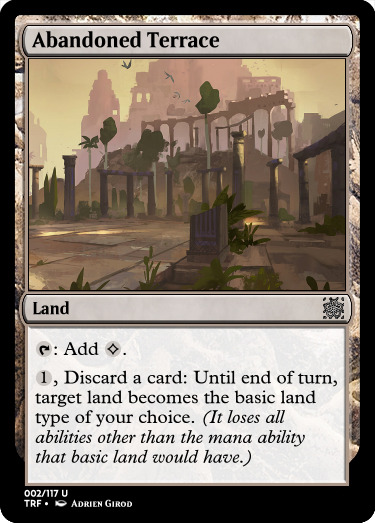 Abandoned Terrace
Land
: Add .
1, Discard a card: Until end of turn,
target land becomes the basic land
type of your choice. (It loses all
abilities other than the mana ability
that basic land would have.)
002/117 U
TRF • Adrien Girod